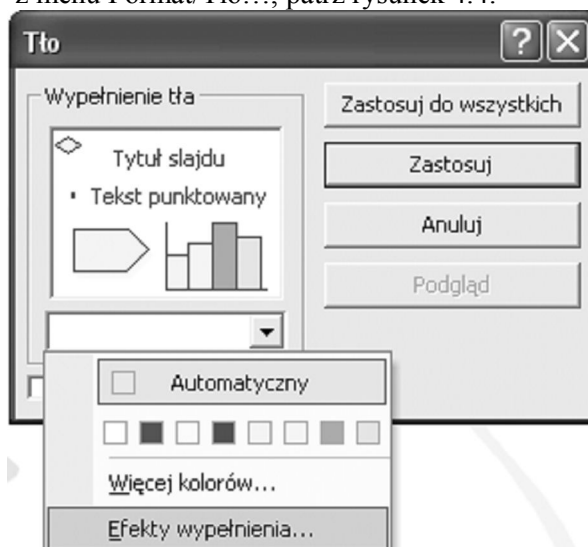 z menu Format/Tło…, patrz rysunek 4.4.
Tło
Wypełnienie tła
Tytuł slajdu
Tekst punktowany
Zastosuj do wszystkich
Zastosuj
Anuluj
Podgląd
Automatyczny
Więcej kolorów...
Efekty wypełnienia...